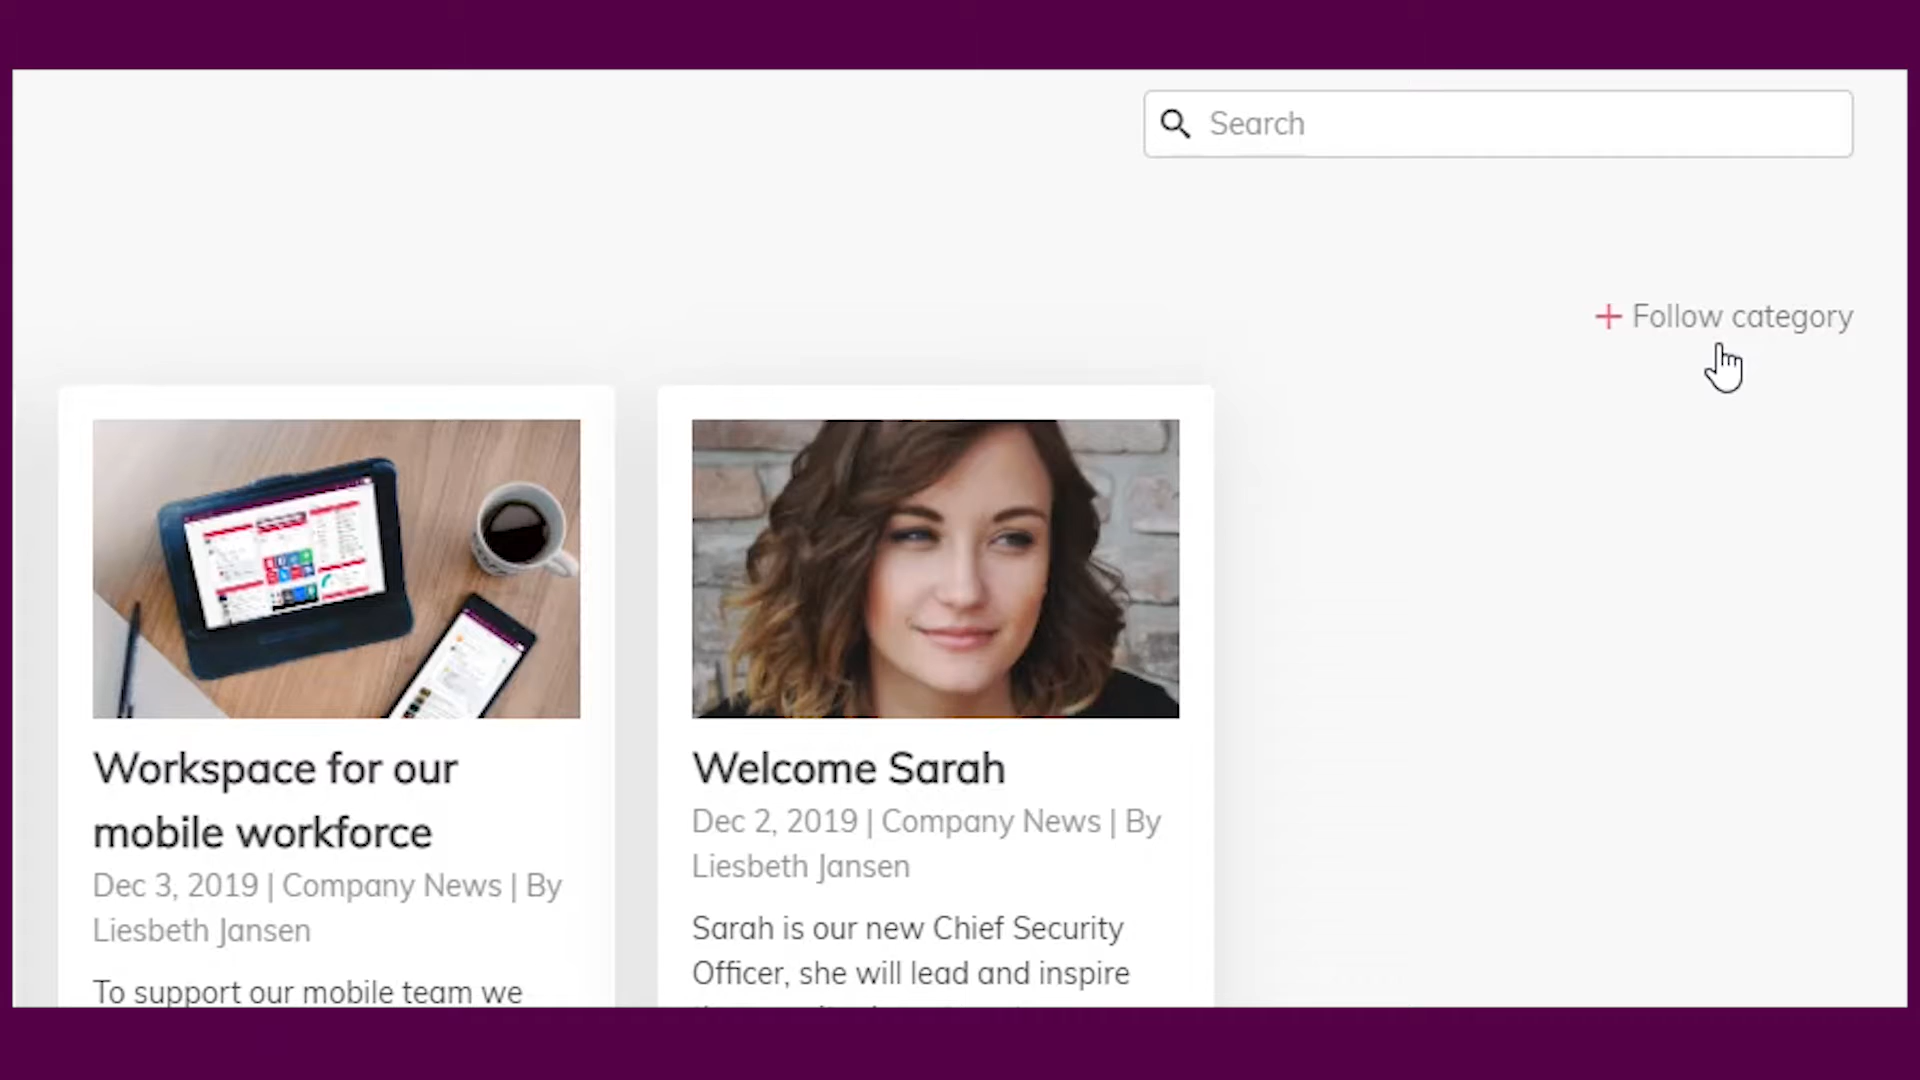 Search
+ Follow category
Workspace for our
mobile workforce
Dec 3, 2019 | Company News | By
Liesbeth Jansen
To support our mobile team we
Welcome Sarah
Dec 2, 2019 | Company News | By
Liesbeth Jansen
Sarah is our new Chief Security
Officer, she will lead and inspire